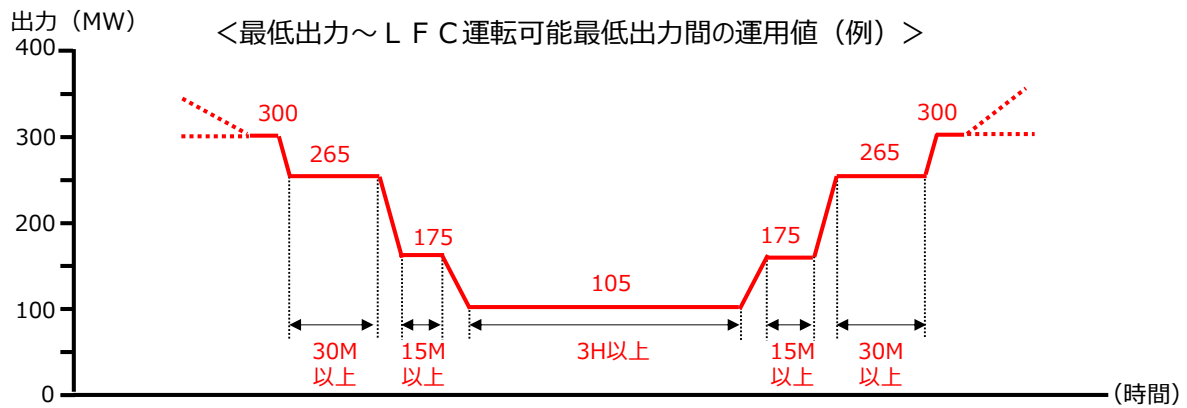 出力（MW）
＜最低出力～ＬＦＣ運転可能最低出力間の運用値（例）＞
400
300
200
100
0
300
265
175
105
175
265
300
30M
以上
15M
以上
3H以上
15M
以上
30M
以上
(時間)